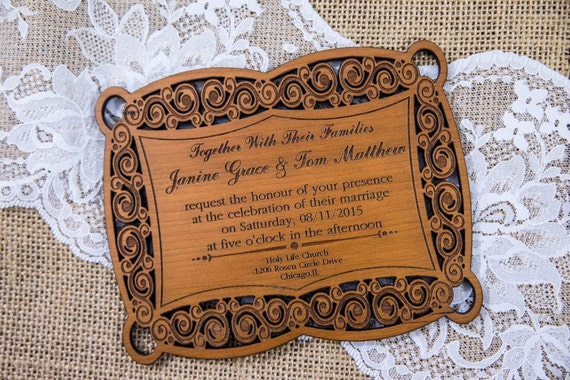 Together With Their Families
Janine Grace & Tom Matthew
request the honour of your presence
at the celebration of their marriage
on Satturday, 08/11/2015
at five o'clock in the afternoon
Holy Life Church
1206 Rosen Circle Drive
Chicago,IL